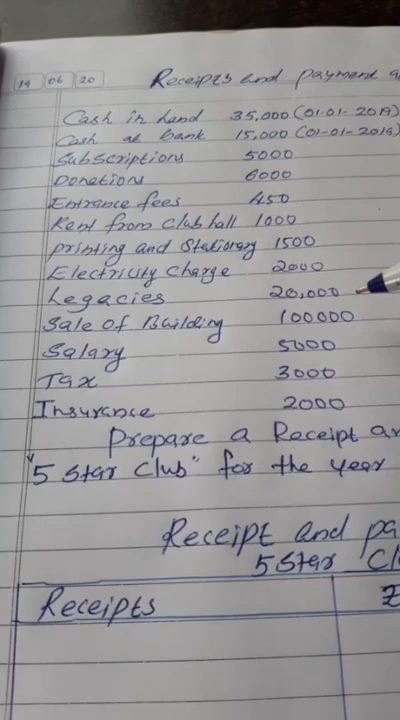 19 06 20
Receipts and payment a
Cash in hand 35,000 (01-01-2019)
Cash at bank 15,000 (01-01-2019)
Subscriptions 5000
Donations 6000
Entrance fees 450
Rent from Club hall 1000
printing and Stationary 1500
Electricity Charge 2000
Legacies 20,000
Sale of Building 100000
Salary 5000
Tax 3000
Insurance 2000
Prepare a Receipt an
"5 Star Club" for the year
Receipt and pa
5 Star Cl
Receipts ₹